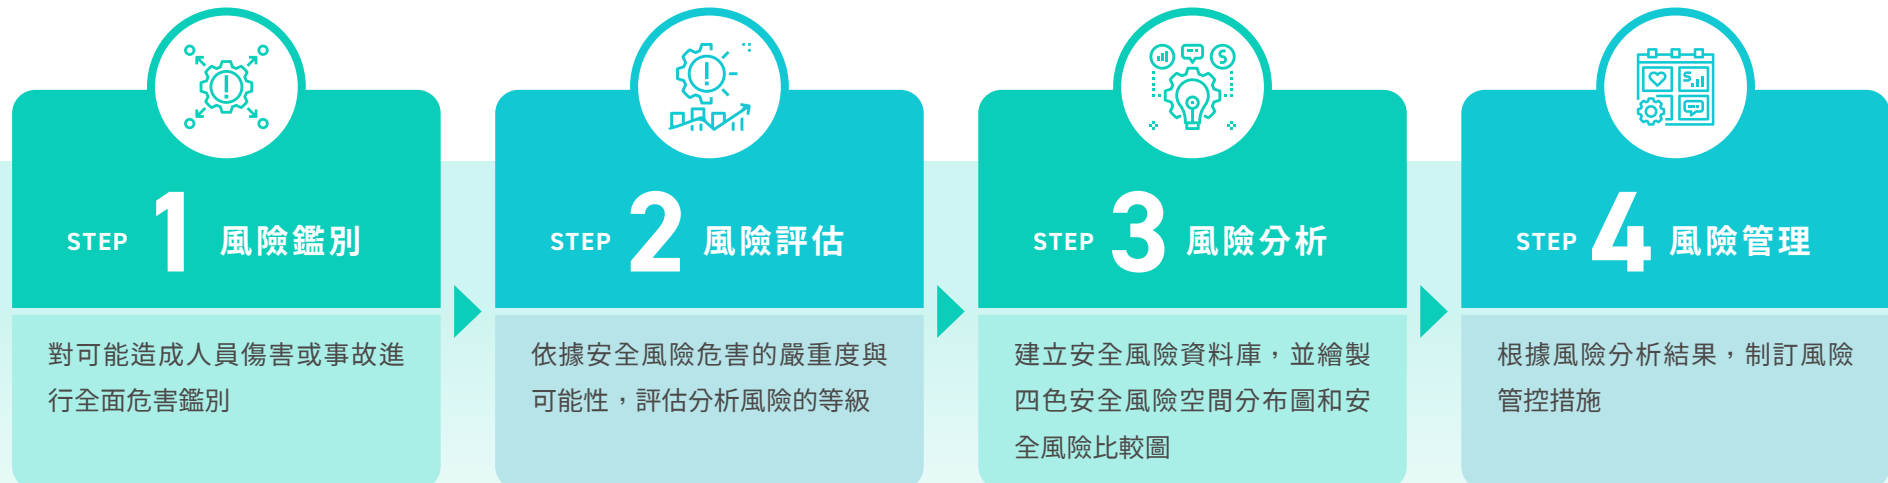 STEP 1 風險鑑別
對可能造成人員傷害或事故進
行全面危害鑑別
STEP 2 風險評估
依據安全風險危害的嚴重度與
可能性，評估分析風險的等級
STEP 3 風險分析
建立安全風險資料庫，並繪製
四色安全風險空間分布圖和安
全風險比較圖
STEP 4 風險管理
根據風險分析結果，制訂風險
管控措施